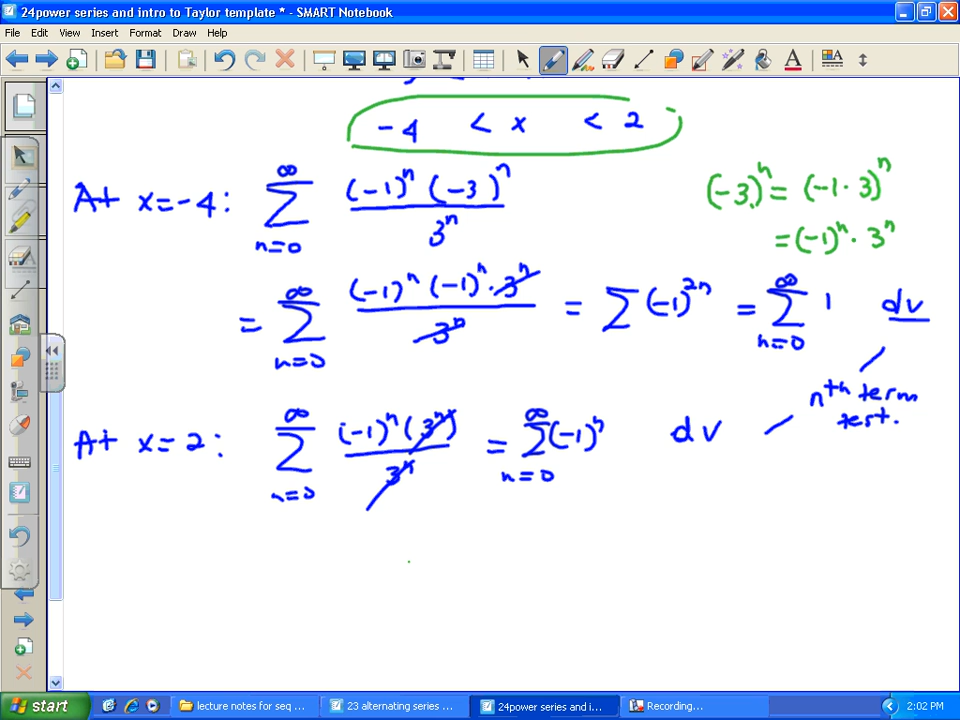 24power series and intro to Taylor template * - SMART Notebook
File Edit View Insert Format Draw Help
-4 < x < 2
At x=-4: ∞ ∑ n=0 (-1)^n (-3)^n / 3^n
(-3)^n = (-1·3)^n
= (-1)^n · 3^n
= ∞ ∑ n=0 (-1)^n (-1)^n · 3^n / 3^n = ∑ (-1)^2n = ∞ ∑ n=0 1 dv
nth term
test.
At x=2: ∞ ∑ n=0 (-1)^n (3^n) / 3^n = ∞ ∑ n=0 (-1)^n dv
start lecture notes for seq ... 23 alternating series ... 24power series and i... Recording... 2:02 PM